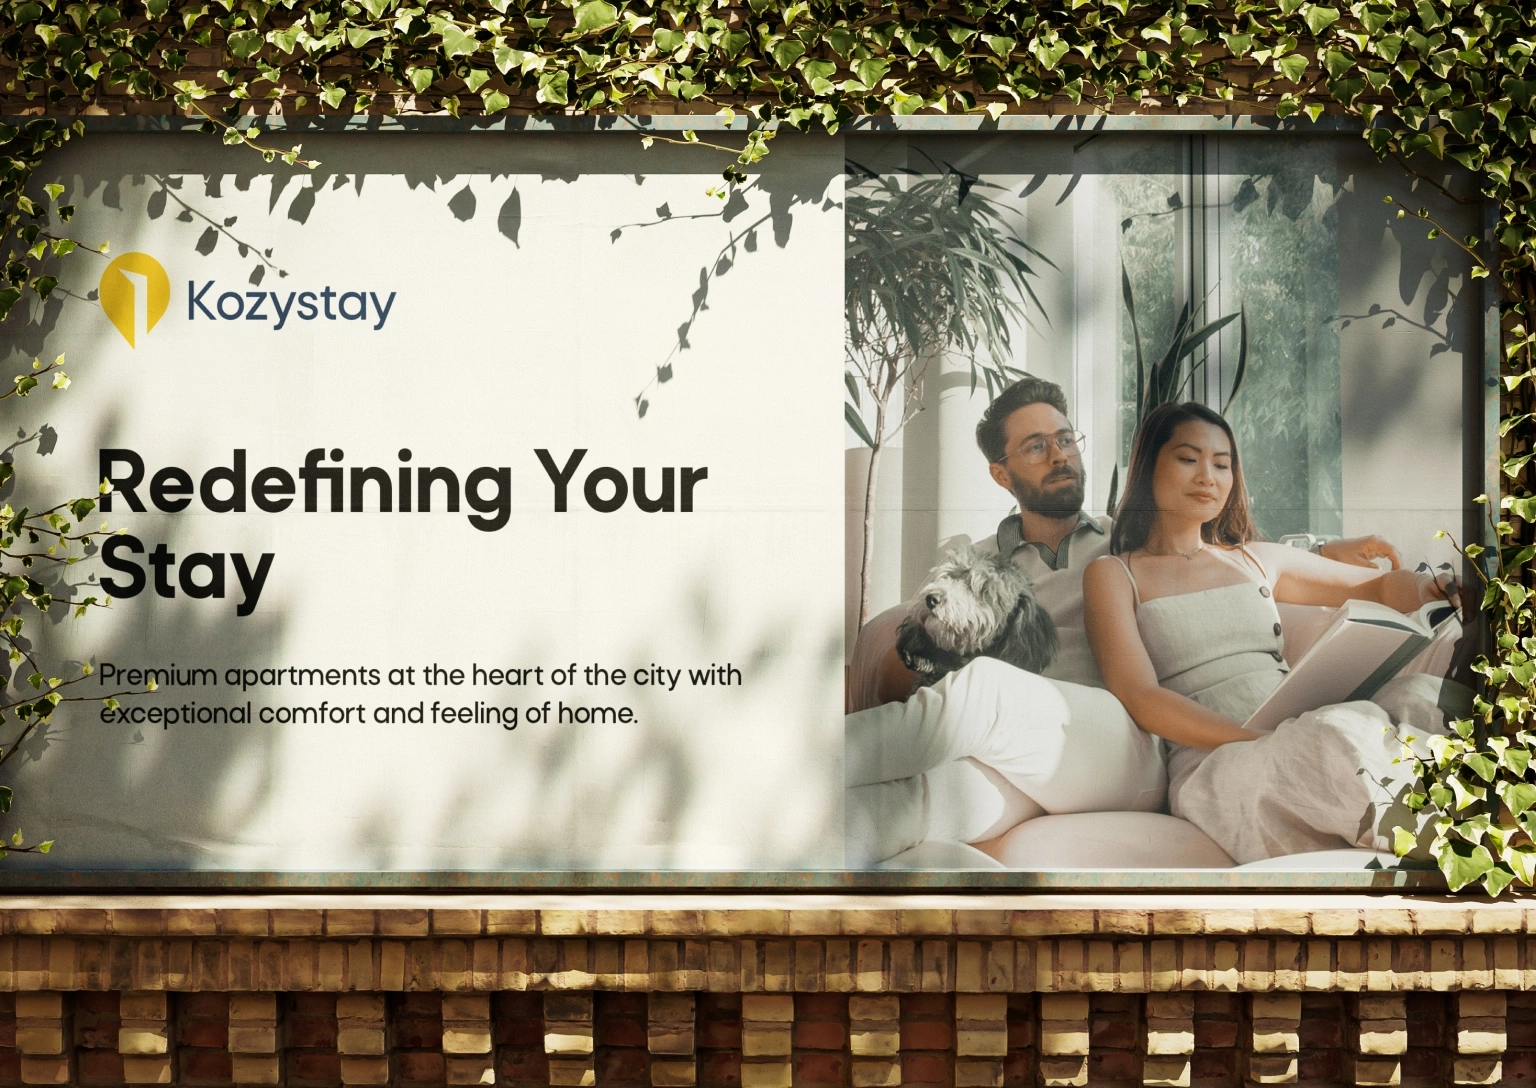 Kozystay
Redefining Your
Stay
Premium apartments at the heart of the city with
exceptional comfort and feeling of home.